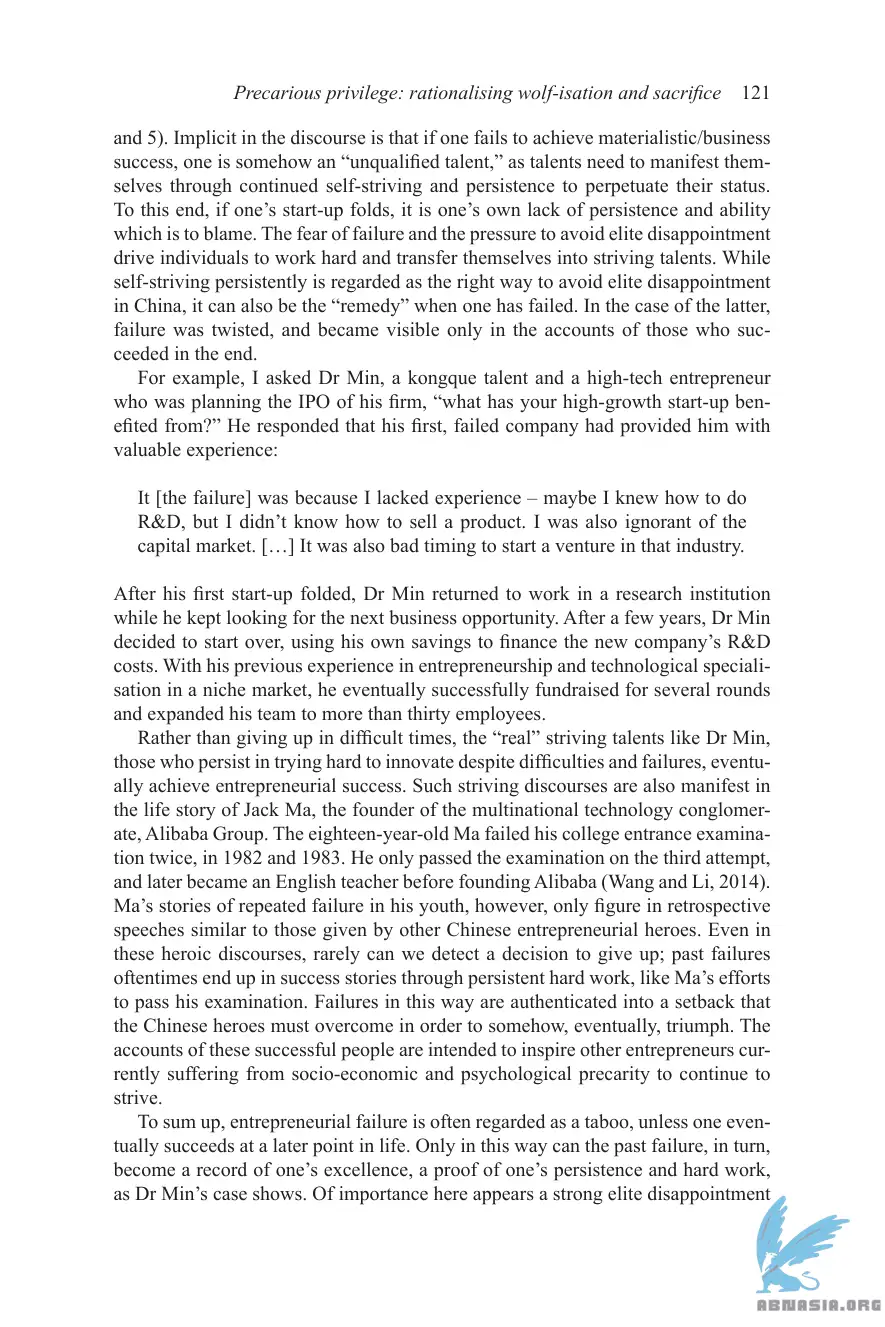 Precarious privilege: rationalising wolf-isation and sacrifice 121
and 5). Implicit in the discourse is that if one fails to achieve materialistic/business
success, one is somehow an “unqualified talent,” as talents need to manifest them-
selves through continued self-striving and persistence to perpetuate their status.
To this end, if one’s start-up folds, it is one’s own lack of persistence and ability
which is to blame. The fear of failure and the pressure to avoid elite disappointment
drive individuals to work hard and transfer themselves into striving talents. While
self-striving persistently is regarded as the right way to avoid elite disappointment
in China, it can also be the “remedy” when one has failed. In the case of the latter,
failure was twisted, and became visible only in the accounts of those who suc-
ceeded in the end.
For example, I asked Dr Min, a kongque talent and a high-tech entrepreneur
who was planning the IPO of his firm, “what has your high-growth start-up ben-
efited from?” He responded that his first, failed company had provided him with
valuable experience:
It [the failure] was because I lacked experience – maybe I knew how to do
R&D, but I didn’t know how to sell a product. I was also ignorant of the
capital market. […] It was also bad timing to start a venture in that industry.
After his first start-up folded, Dr Min returned to work in a research institution
while he kept looking for the next business opportunity. After a few years, Dr Min
decided to start over, using his own savings to finance the new company’s R&D
costs. With his previous experience in entrepreneurship and technological speciali-
sation in a niche market, he eventually successfully fundraised for several rounds
and expanded his team to more than thirty employees.
Rather than giving up in difficult times, the “real” striving talents like Dr Min,
those who persist in trying hard to innovate despite difficulties and failures, eventu-
ally achieve entrepreneurial success. Such striving discourses are also manifest in
the life story of Jack Ma, the founder of the multinational technology conglomer-
ate, Alibaba Group. The eighteen-year-old Ma failed his college entrance examina-
tion twice, in 1982 and 1983. He only passed the examination on the third attempt,
and later became an English teacher before founding Alibaba (Wang and Li, 2014).
Ma’s stories of repeated failure in his youth, however, only figure in retrospective
speeches similar to those given by other Chinese entrepreneurial heroes. Even in
these heroic discourses, rarely can we detect a decision to give up; past failures
oftentimes end up in success stories through persistent hard work, like Ma’s efforts
to pass his examination. Failures in this way are authenticated into a setback that
the Chinese heroes must overcome in order to somehow, eventually, triumph. The
accounts of these successful people are intended to inspire other entrepreneurs cur-
rently suffering from socio-economic and psychological precarity to continue to
strive.
To sum up, entrepreneurial failure is often regarded as a taboo, unless one even-
tually succeeds at a later point in life. Only in this way can the past failure, in turn,
become a record of one’s excellence, a proof of one’s persistence and hard work,
as Dr Min’s case shows. Of importance here appears a strong elite disappointment
ABNASIA.ORG